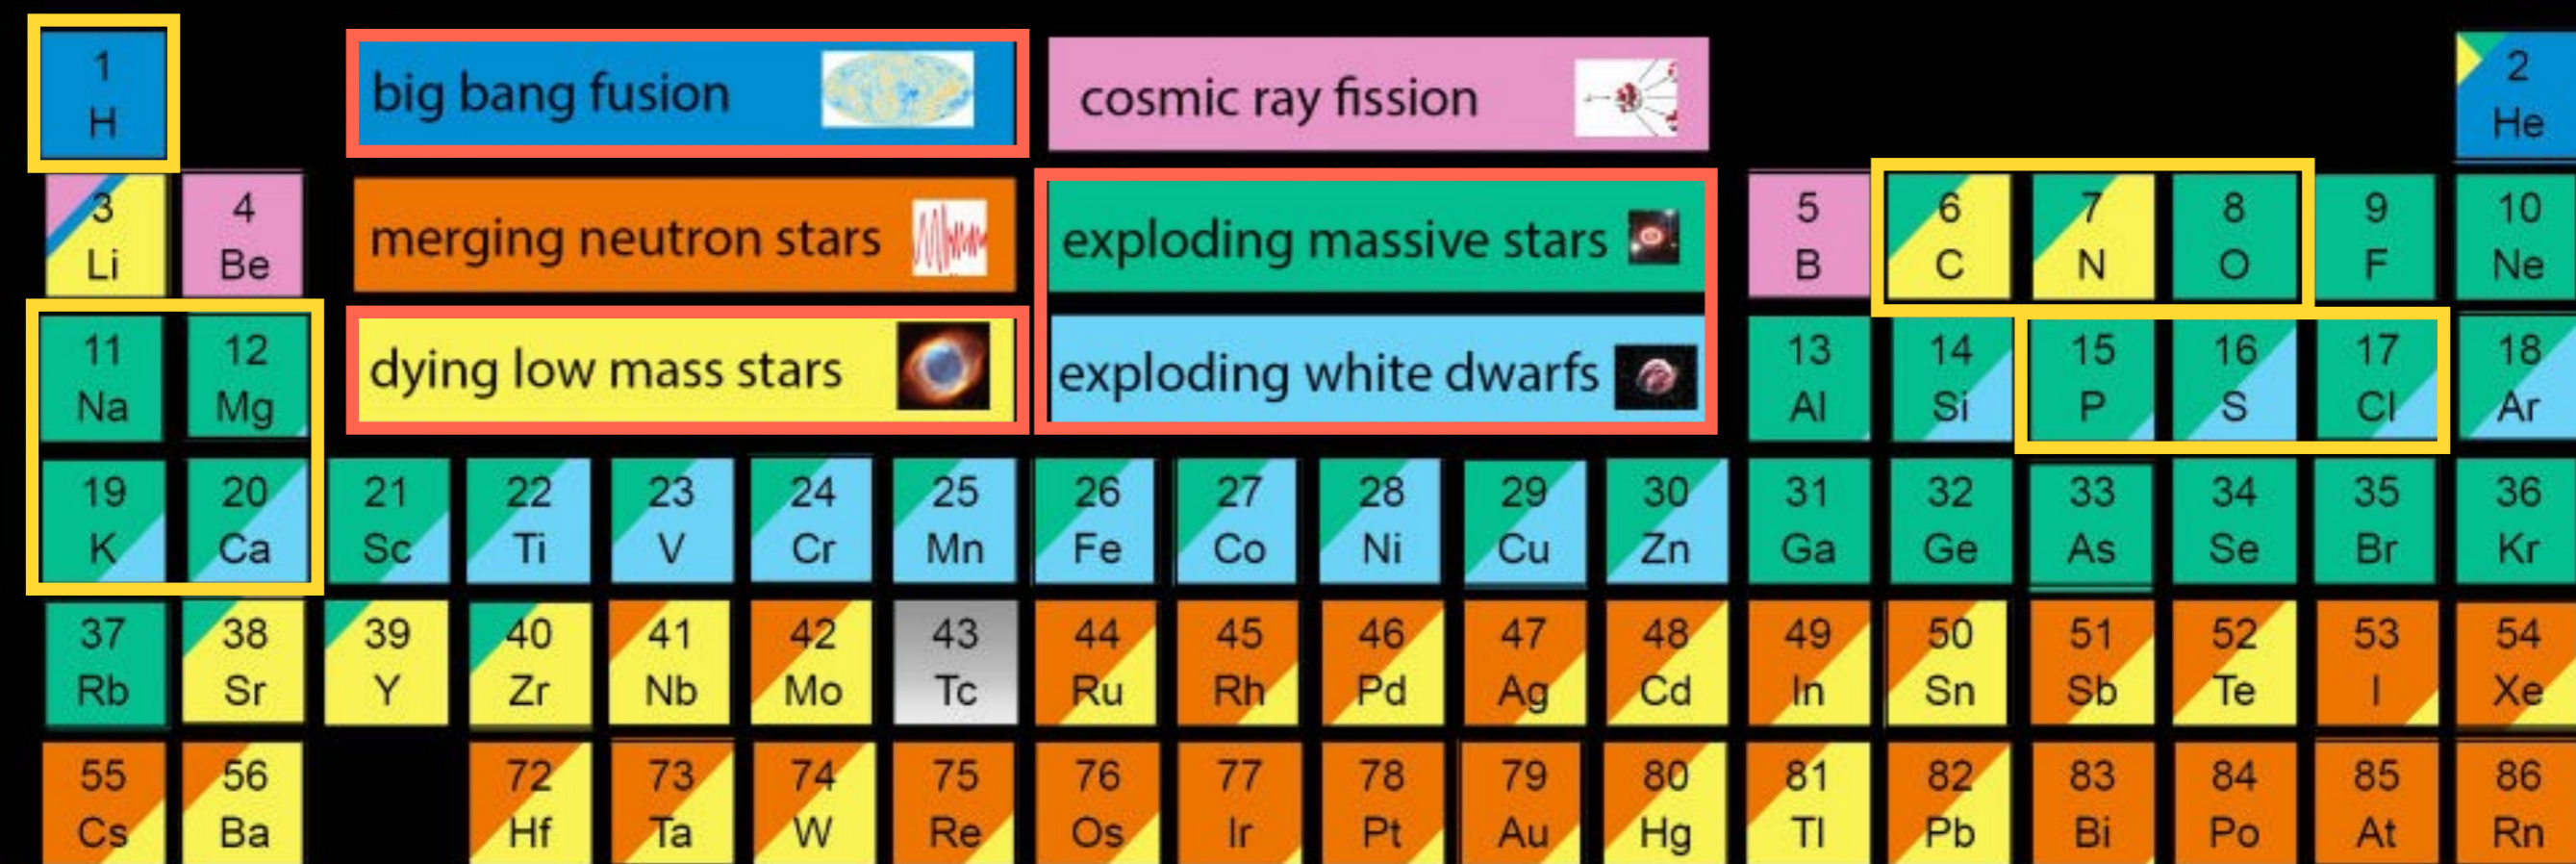 1
H
big bang fusion
cosmic ray fission
2
He
3
Li
4
Be
merging neutron stars
exploding massive stars
5
B
6
C
7
N
8
O
9
F
10
Ne
11
Na
12
Mg
dying low mass stars
exploding white dwarfs
13
Al
14
Si
15
P
16
S
17
Cl
18
Ar
19
K
20
Ca
21
Sc
22
Ti
23
V
24
Cr
25
Mn
26
Fe
27
Co
28
Ni
29
Cu
30
Zn
31
Ga
32
Ge
33
As
34
Se
35
Br
36
Kr
37
Rb
38
Sr
39
Y
40
Zr
41
Nb
42
Mo
43
Tc
44
Ru
45
Rh
46
Pd
47
Ag
48
Cd
49
In
50
Sn
51
Sb
52
Te
53
I
54
Xe
55
Cs
56
Ba
72
Hf
73
Ta
74
W
75
Re
76
Os
77
Ir
78
Pt
79
Au
80
Hg
81
Tl
82
Pb
83
Bi
84
Po
85
At
86
Rn